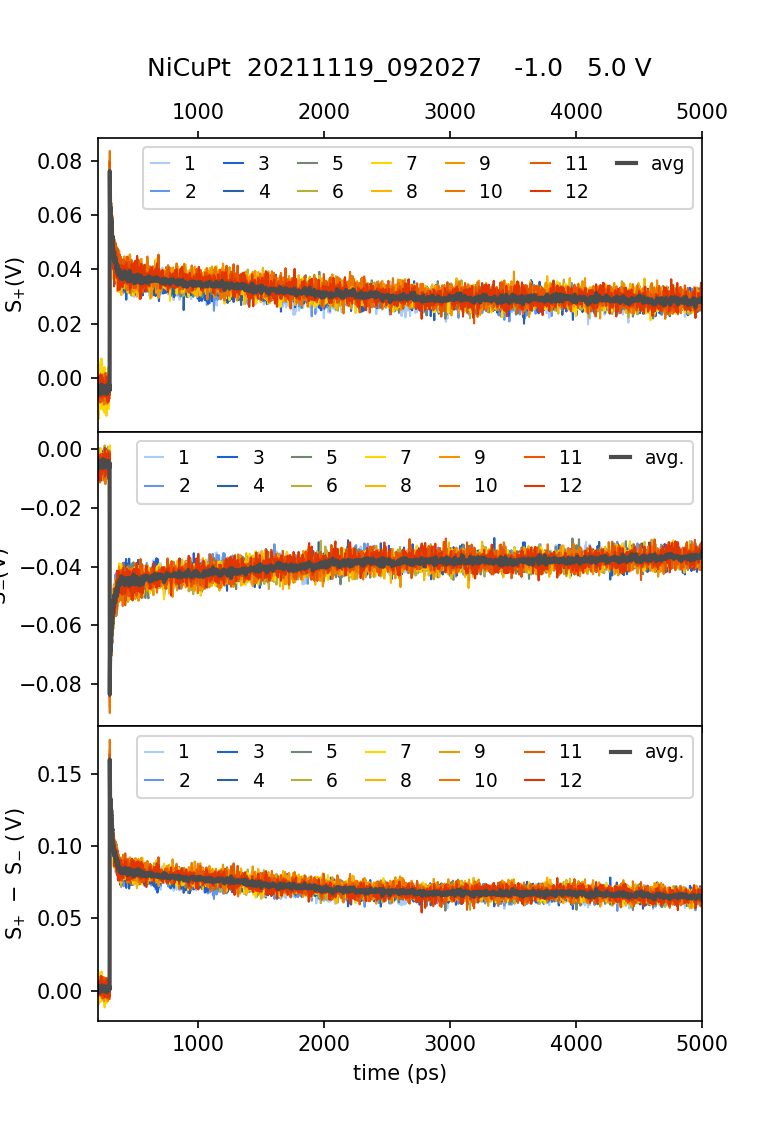 NiCuPt 20211119_092027 -1.0 5.0 V
1000 2000 3000 4000 5000
0.08
0.06
0.04
0.02
0.00
S+(V)
1 3 5 7 9 11 avg
2 4 6 8 10 12
0.00
−0.02
−0.04
−0.06
−0.08
S−(V)
1 3 5 7 9 11 avg.
2 4 6 8 10 12
0.15
0.10
0.05
0.00
S+ − S− (V)
1 3 5 7 9 11 avg.
2 4 6 8 10 12
1000 2000 3000 4000 5000
time (ps)